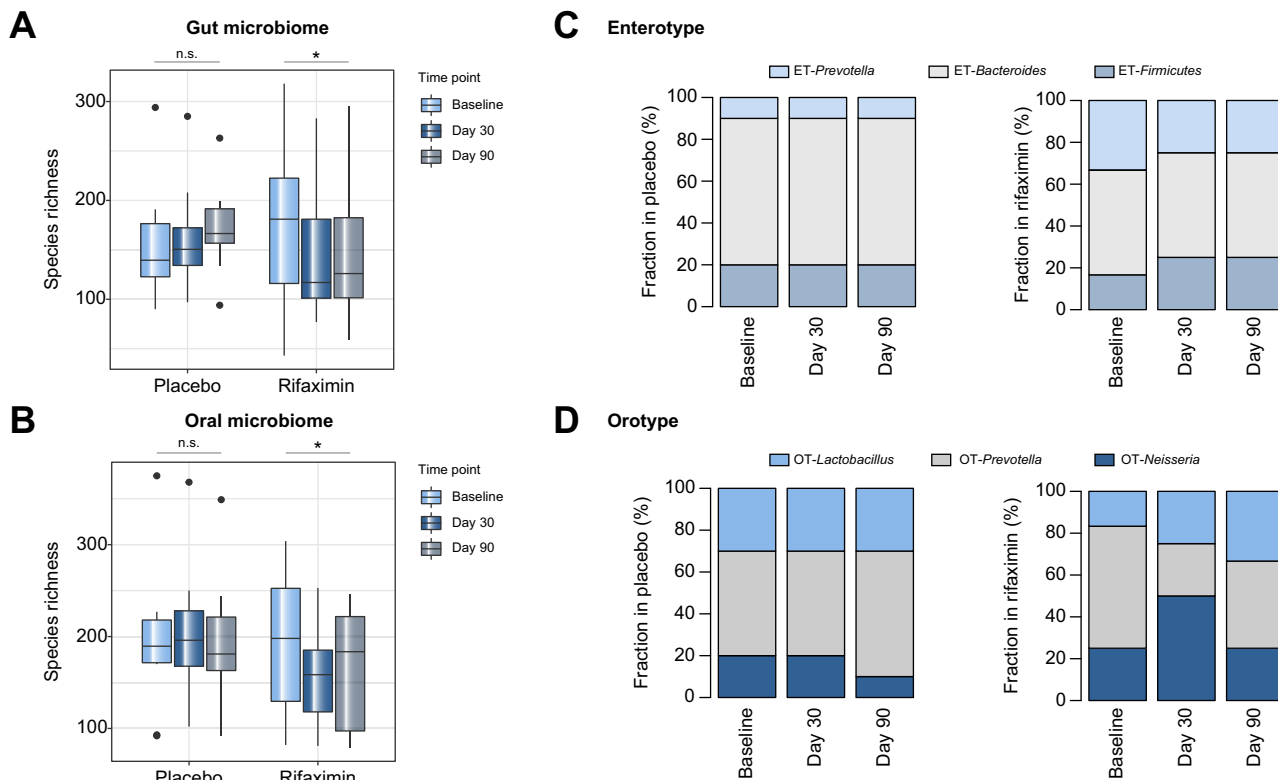 A
Gut microbiome
n.s.
*
300
200
100
Species richness
Placebo
Rifaximin
Time point
Baseline
Day 30
Day 90
B
Oral microbiome
n.s.
*
300
200
100
Species richness
Placebo
Rifaximin
Time point
Baseline
Day 30
Day 90
C
Enterotype
ET-Prevotella
ET-Bacteroides
ET-Firmicutes
Fraction in placebo (%)
100
80
60
40
20
0
Baseline
Day 30
Day 90
Fraction in rifaximin (%)
100
80
60
40
20
0
Baseline
Day 30
Day 90
D
Orotype
OT-Lactobacillus
OT-Prevotella
OT-Neisseria
Fraction in placebo (%)
100
80
60
40
20
0
Baseline
Day 30
Day 90
Fraction in rifaximin (%)
100
80
60
40
20
0
Baseline
Day 30
Day 90